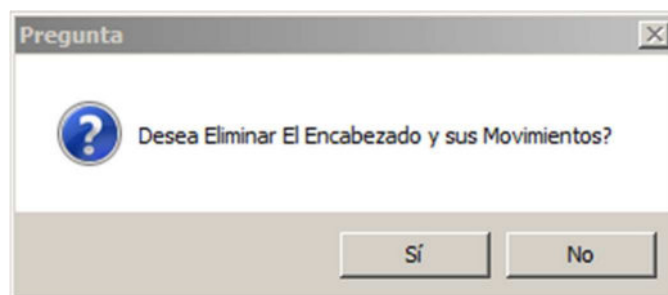 Pregunta
Desea Eliminar El Encabezado y sus Movimientos?
Sí
No